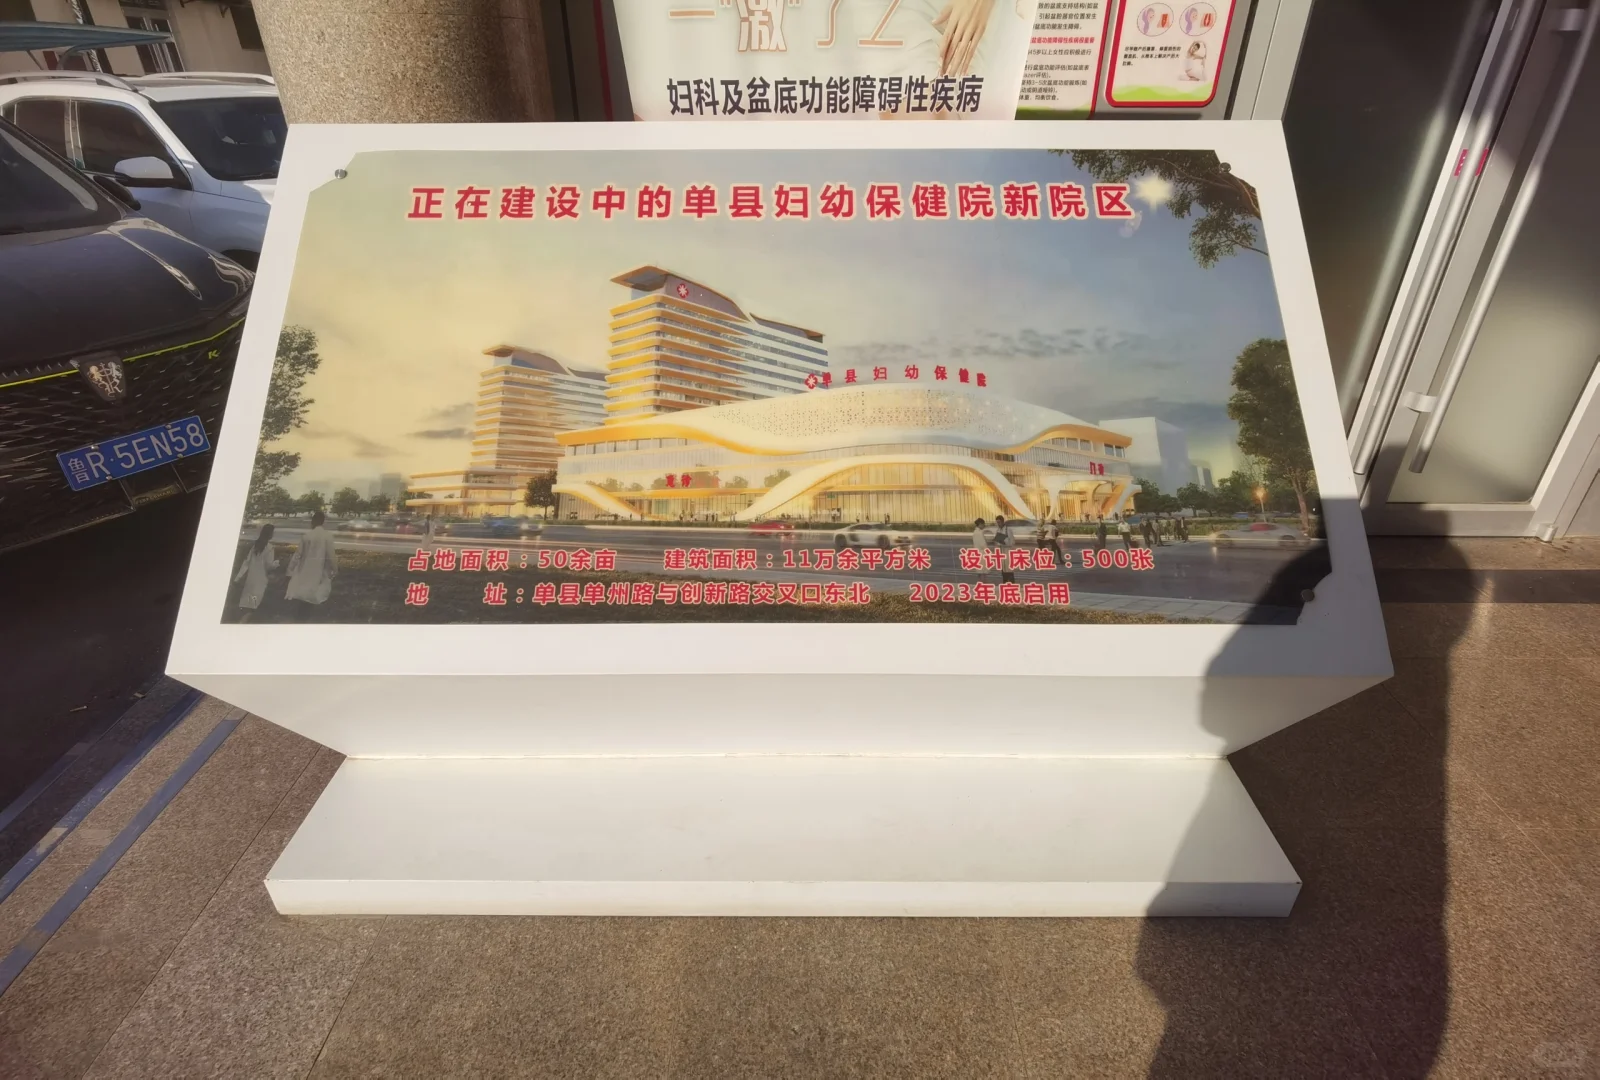 妇科及盆底功能障碍性疾病
正在建设中的单县妇幼保健院新院区
单县妇幼保健院
门诊
占地面积：50余亩 建筑面积：11万余平方米 设计床位：500张
地 址：单县单州路与创新路交叉口东北 2023年底启用
鲁R·5EN58